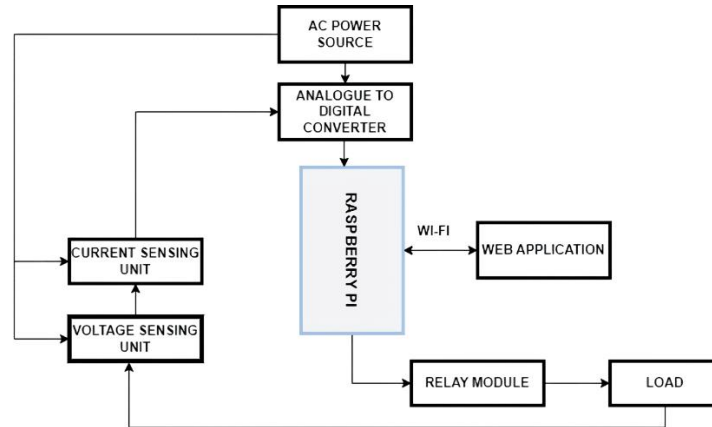 AC POWER
SOURCE
ANALOGUE TO
DIGITAL
CONVERTER
RASPBERRY PI
WI-FI
WEB APPLICATION
CURRENT SENSING
UNIT
VOLTAGE SENSING
UNIT
RELAY MODULE
LOAD